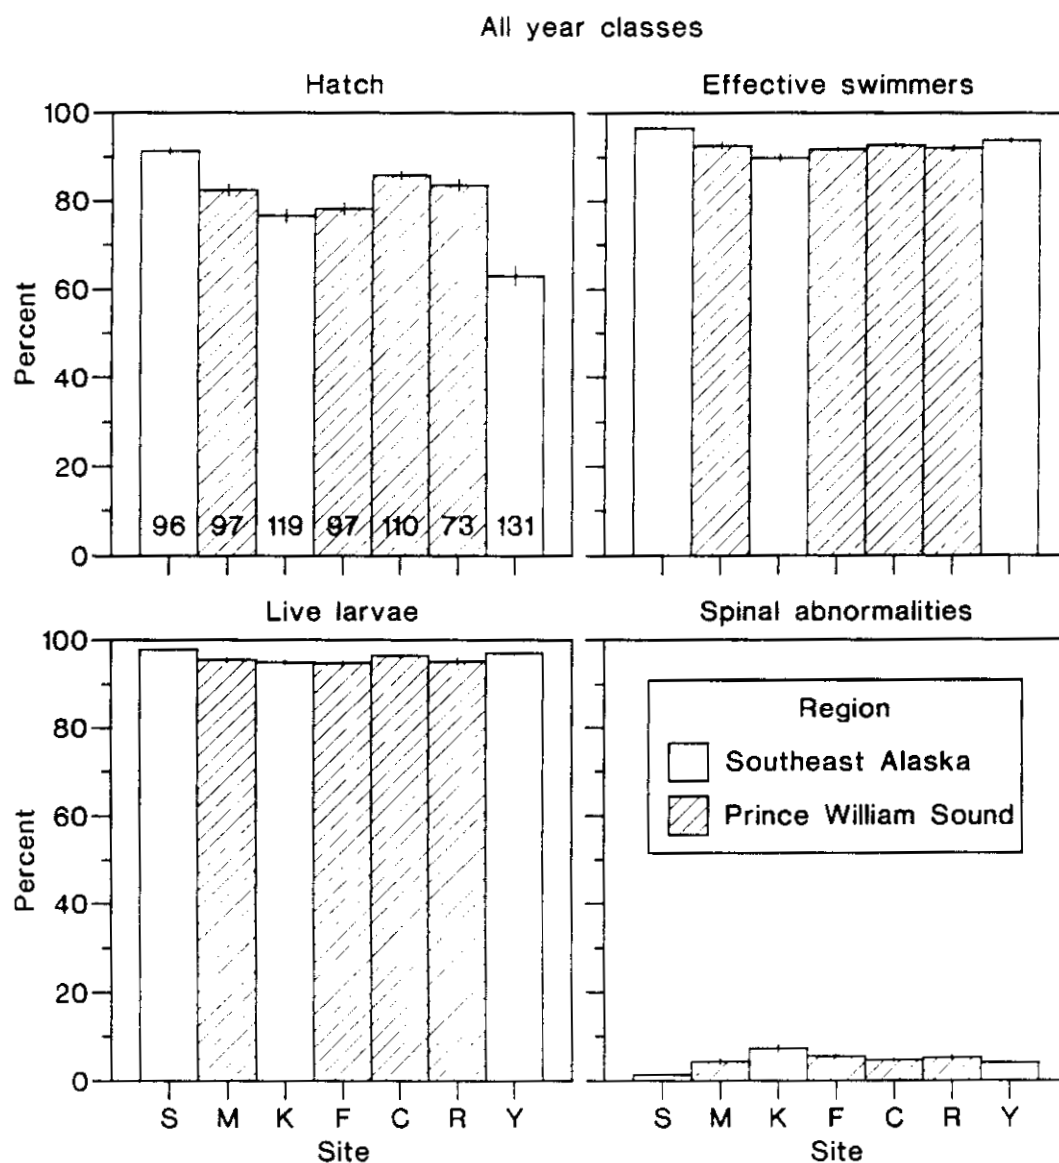 All year classes
Hatch
Effective swimmers
100
80
60
40
20
0
Percent
96 97 119 97 110 73 131
Live larvae
Spinal abnormalities
100
80
60
40
20
0
Percent
Region
Southeast Alaska
Prince William Sound
S M K F C R Y
Site
S M K F C R Y
Site